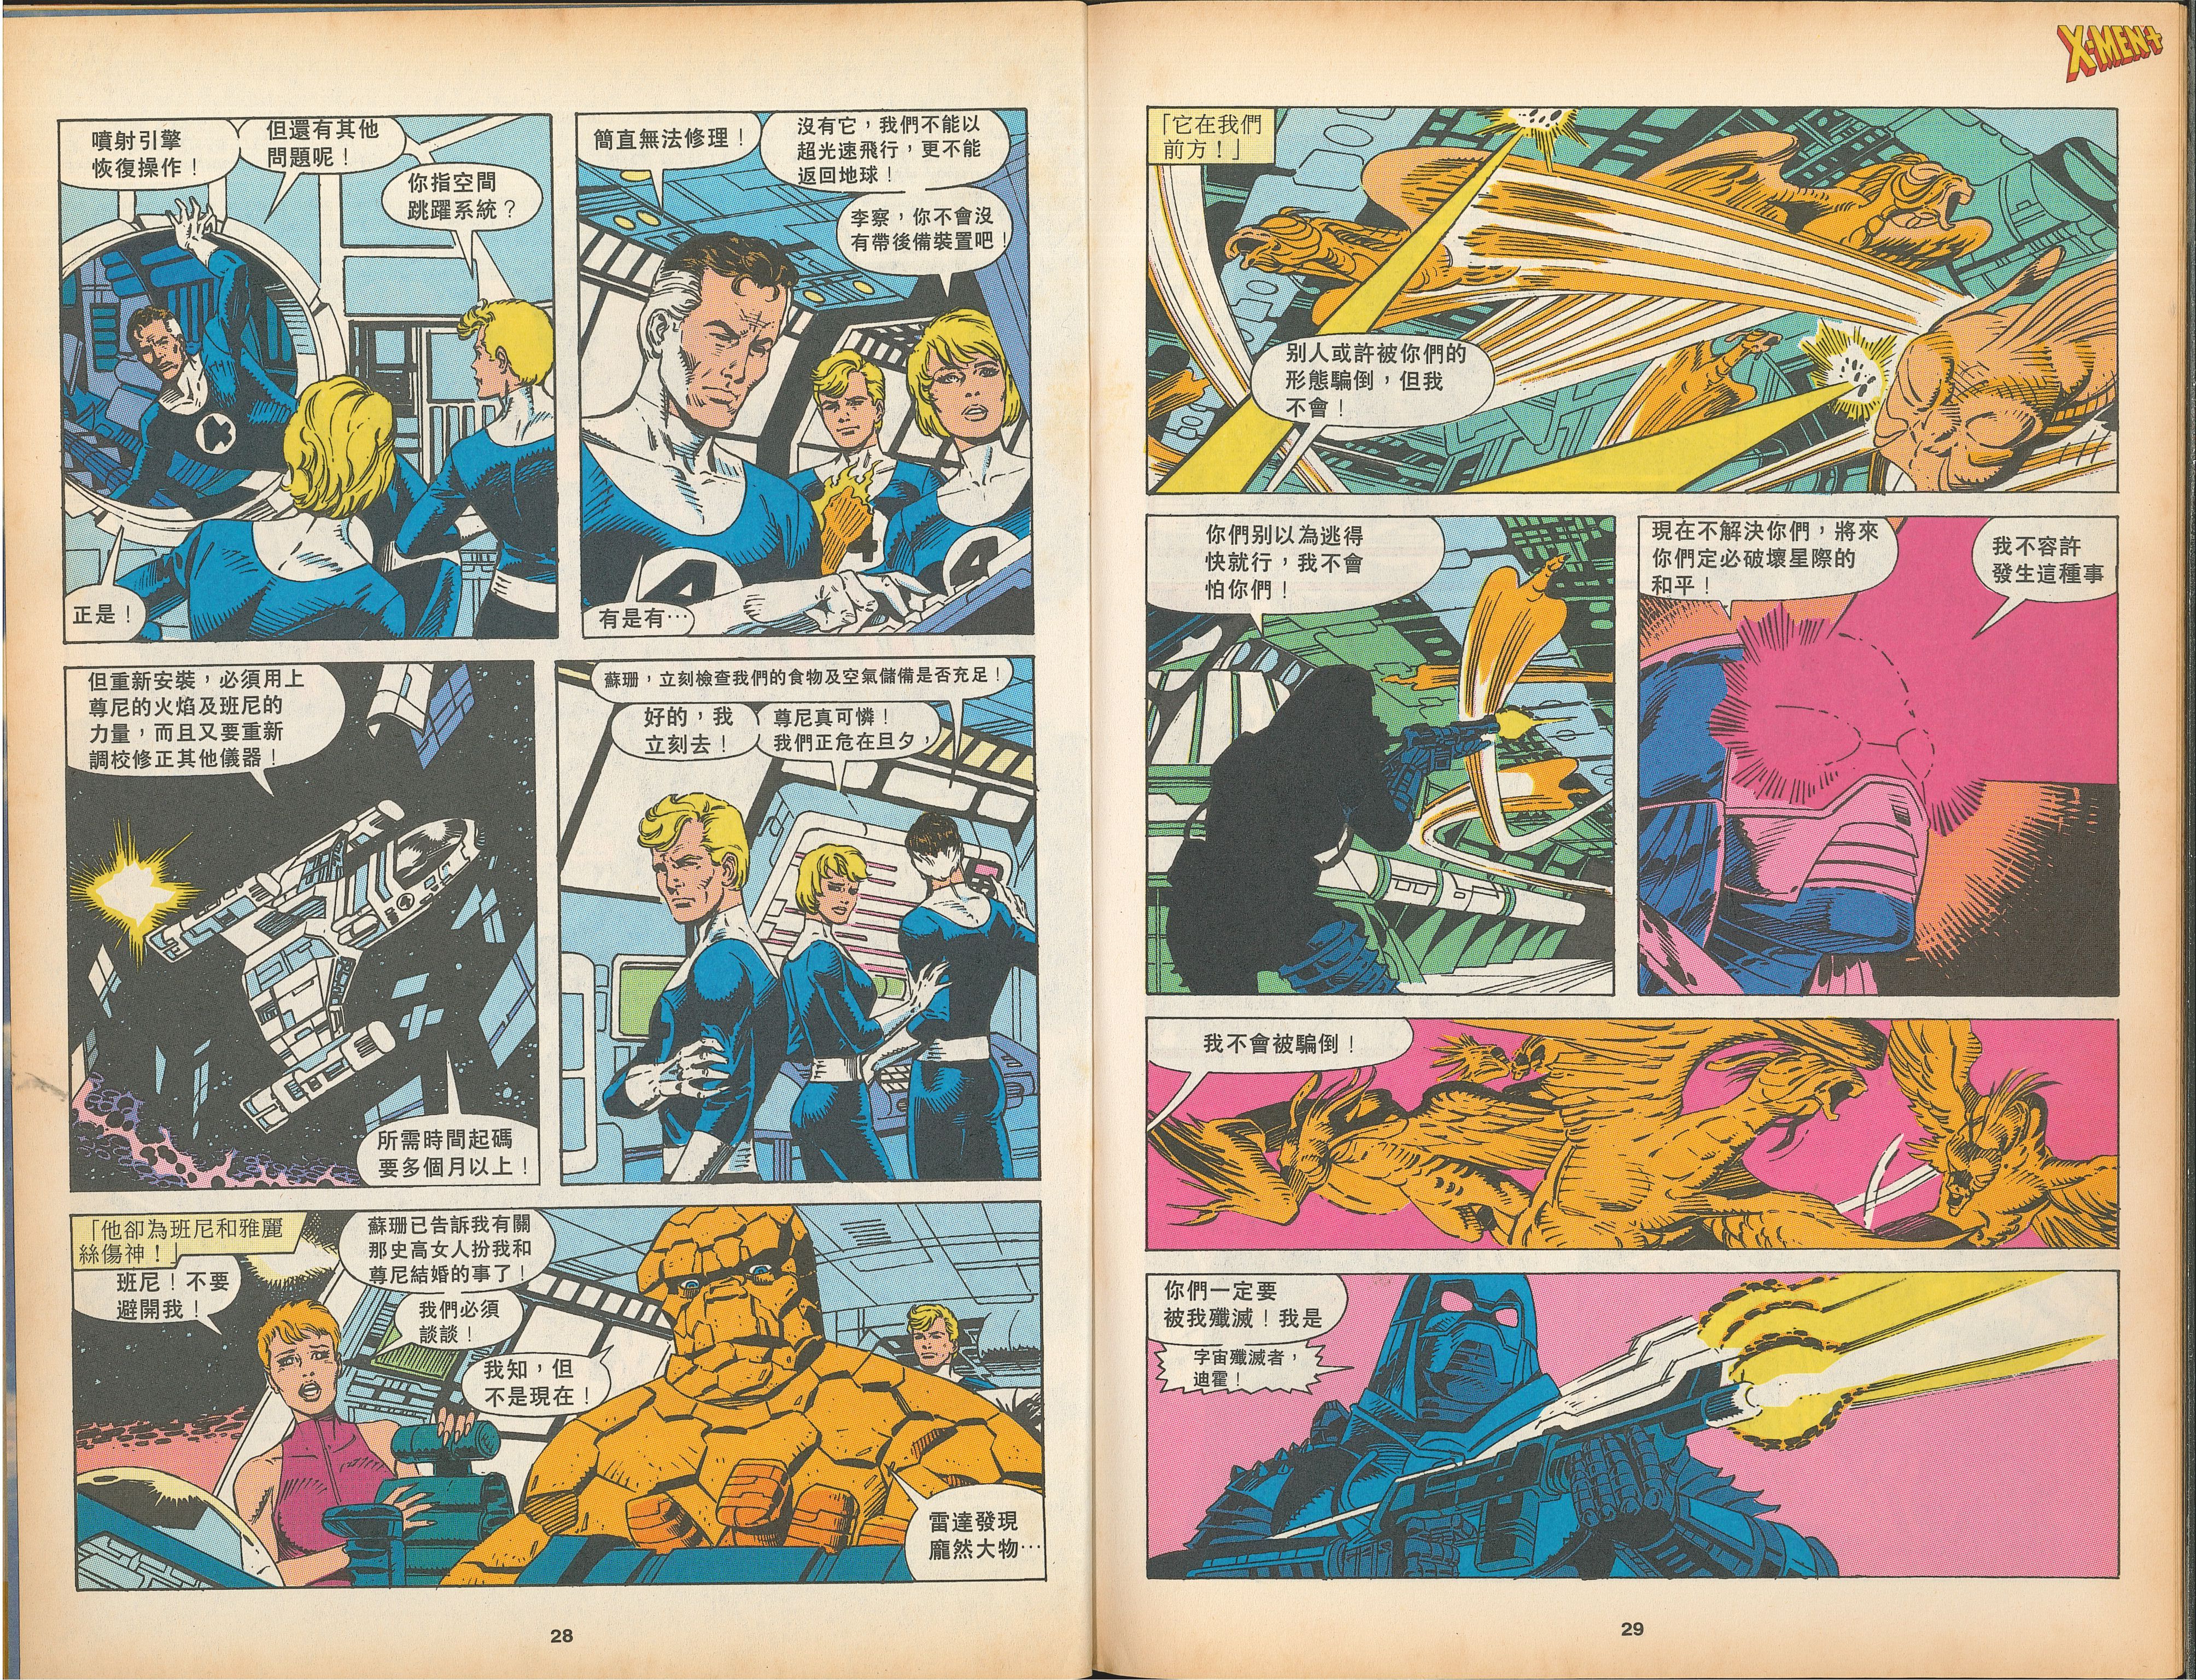 噴射引擎
恢復操作！
但還有其他
問題呢！
你指空間
跳躍系統？
正是！
簡直無法修理！
沒有它，我們不能以
超光速飛行，更不能
返回地球！
李察，你不會沒
有帶後備裝置吧！
4
4
4
有是有⋯
但重新安裝，必須用上
尊尼的火焰及班尼的
力量，而且又要重新
調校修正其他儀器！
所需時間起碼
要多個月以上！
蘇珊，立刻檢查我們的食物及空氣儲備是否充足！
好的，我
立刻去！
尊尼真可憐！
我們正危在旦夕，
「他卻為班尼和雅麗
絲傷神！」
班尼！不要
避開我！
蘇珊已告訴我有關
那史高女人扮我和
尊尼結婚的事了！
我們必須
談談！
我知，但
不是現在！
雷達發現
龐然大物⋯
28
X-MEN+
「它在我們
前方！」
別人或許被你們的
形態騙倒，但我
不會！
你們別以為逃得
快就行，我不會
怕你們！
現在不解決你們，將來
你們定必破壞星際的
和平！
我不容許
發生這種事
我不會被騙倒！
你們一定要
被我殲滅！我是
宇宙殲滅者，
迪霍！
29